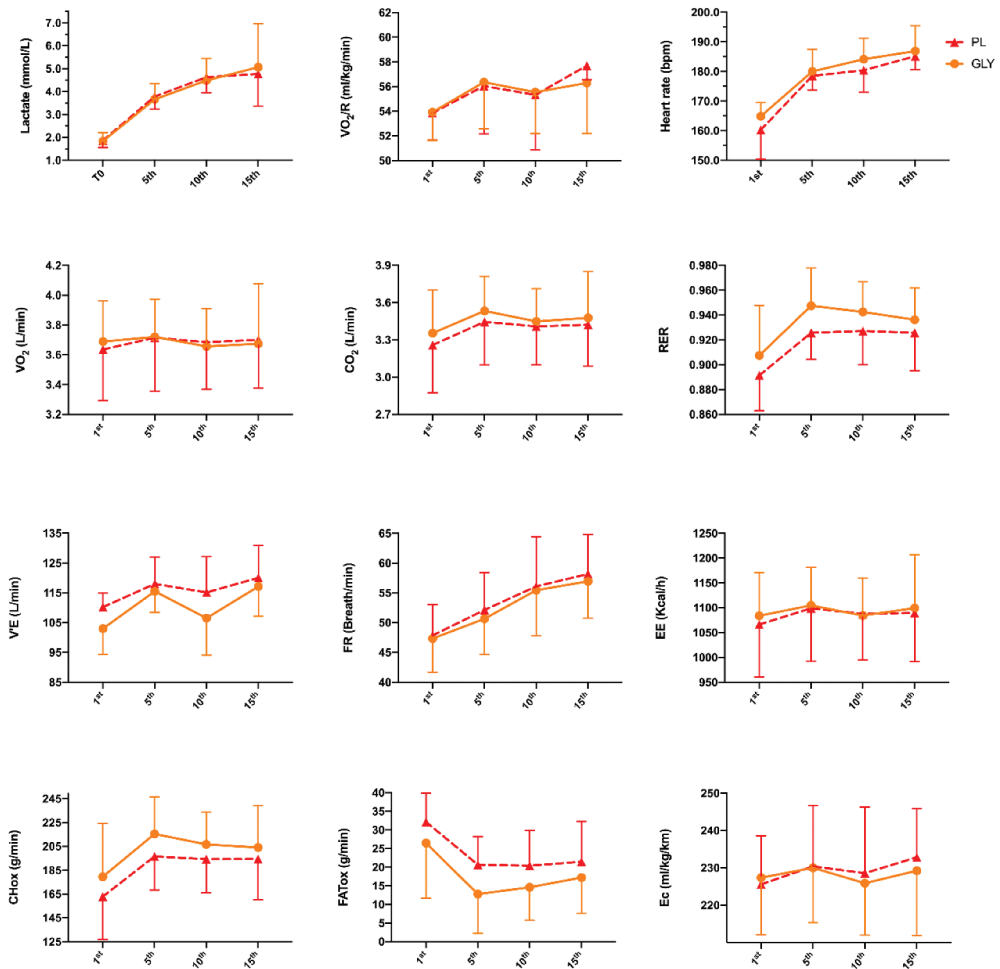 Lactate (mmol/L)
7.0
6.0
5.0
4.0
3.0
2.0
1.0
T0
5th
10th
15th
VO₂/R (ml/kg/min)
62
60
58
56
54
52
50
1ˢᵗ
5ᵗʰ
10ᵗʰ
15ᵗʰ
Heart rate (bpm)
200.0
190.0
180.0
170.0
160.0
150.0
1st
5th
10th
15th
PL
GLY
VO₂ (L/min)
4.2
4.0
3.8
3.6
3.4
3.2
1ˢᵗ
5ᵗʰ
10ᵗʰ
15ᵗʰ
CO₂ (L/min)
3.9
3.6
3.3
3.0
2.7
1ˢᵗ
5ᵗʰ
10ᵗʰ
15ᵗʰ
RER
0.980
0.960
0.940
0.920
0.900
0.880
0.860
1ˢᵗ
5ᵗʰ
10ᵗʰ
15ᵗʰ
V'E (L/min)
135
125
115
105
95
85
1ˢᵗ
5ᵗʰ
10ᵗʰ
15ᵗʰ
FR (Breath/min)
65
60
55
50
45
40
1ˢᵗ
5ᵗʰ
10ᵗʰ
15ᵗʰ
EE (Kcal/h)
1250
1200
1150
1100
1050
1000
950
1ˢᵗ
5ᵗʰ
10ᵗʰ
15ᵗʰ
CHox (g/min)
245
225
205
185
165
145
125
1ˢᵗ
5ᵗʰ
10ᵗʰ
15ᵗʰ
FATox (g/min)
40
35
30
25
20
15
10
5
0
1ˢᵗ
5ᵗʰ
10ᵗʰ
15ᵗʰ
Ec (ml/kg/km)
250
240
230
220
1ˢᵗ
5ᵗʰ
10ᵗʰ
15ᵗʰ